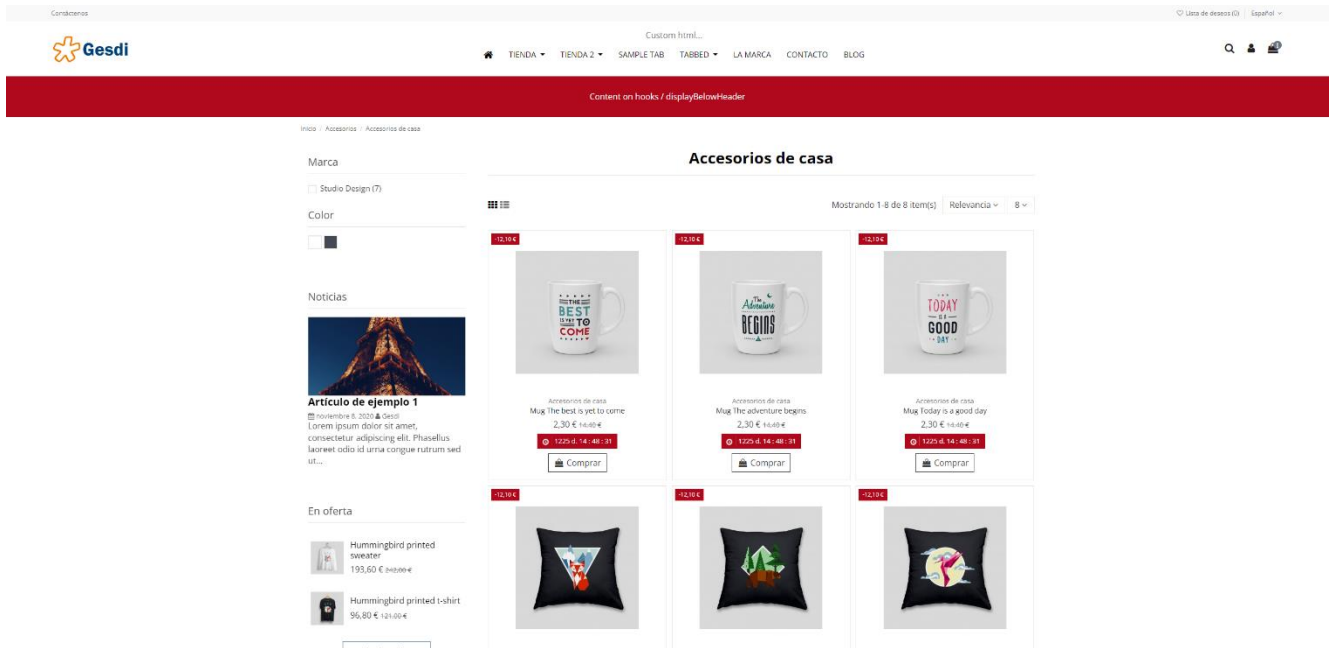 Contáctenos
Lista de deseos (0)
Español
Gesdi
Custom html...
TIENDA
TIENDA 2
SAMPLE TAB
TABBED
LA MARCA
CONTACTO
BLOG
0
Content on hooks / displayBelowHeader
Inicio / Accesorios / Accesorios de casa
Marca
Studio Design (7)
Color
Noticias
Artículo de ejemplo 1
noviembre 6, 2020 Gesdi
Lorem ipsum dolor sit amet,
consectetur adipiscing elit. Phasellus
laoreet odio id urna congue rutrum sed
ut...
En oferta
Hummingbird printed
sweater
193,60 € 242,00 €
Hummingbird printed t-shirt
96,80 € 121,00 €
Accesorios de casa
Mostrando 1-8 de 8 item(s)
Relevancia
8
-12,10 €
THE
BEST
IS YET TO
COME
Accesorios de casa
Mug The best is yet to come
2,30 € 14,40 €
1225 d. 14 : 48 : 31
Comprar
-12,10 €
The
Adventure
BEGINS
Accesorios de casa
Mug The adventure begins
2,30 € 14,40 €
1225 d. 14 : 48 : 31
Comprar
-12,10 €
TODAY
IS A
GOOD
DAY
Accesorios de casa
Mug Today is a good day
2,30 € 14,40 €
1225 d. 14 : 48 : 31
Comprar
-12,10 €
-12,10 €
-12,10 €